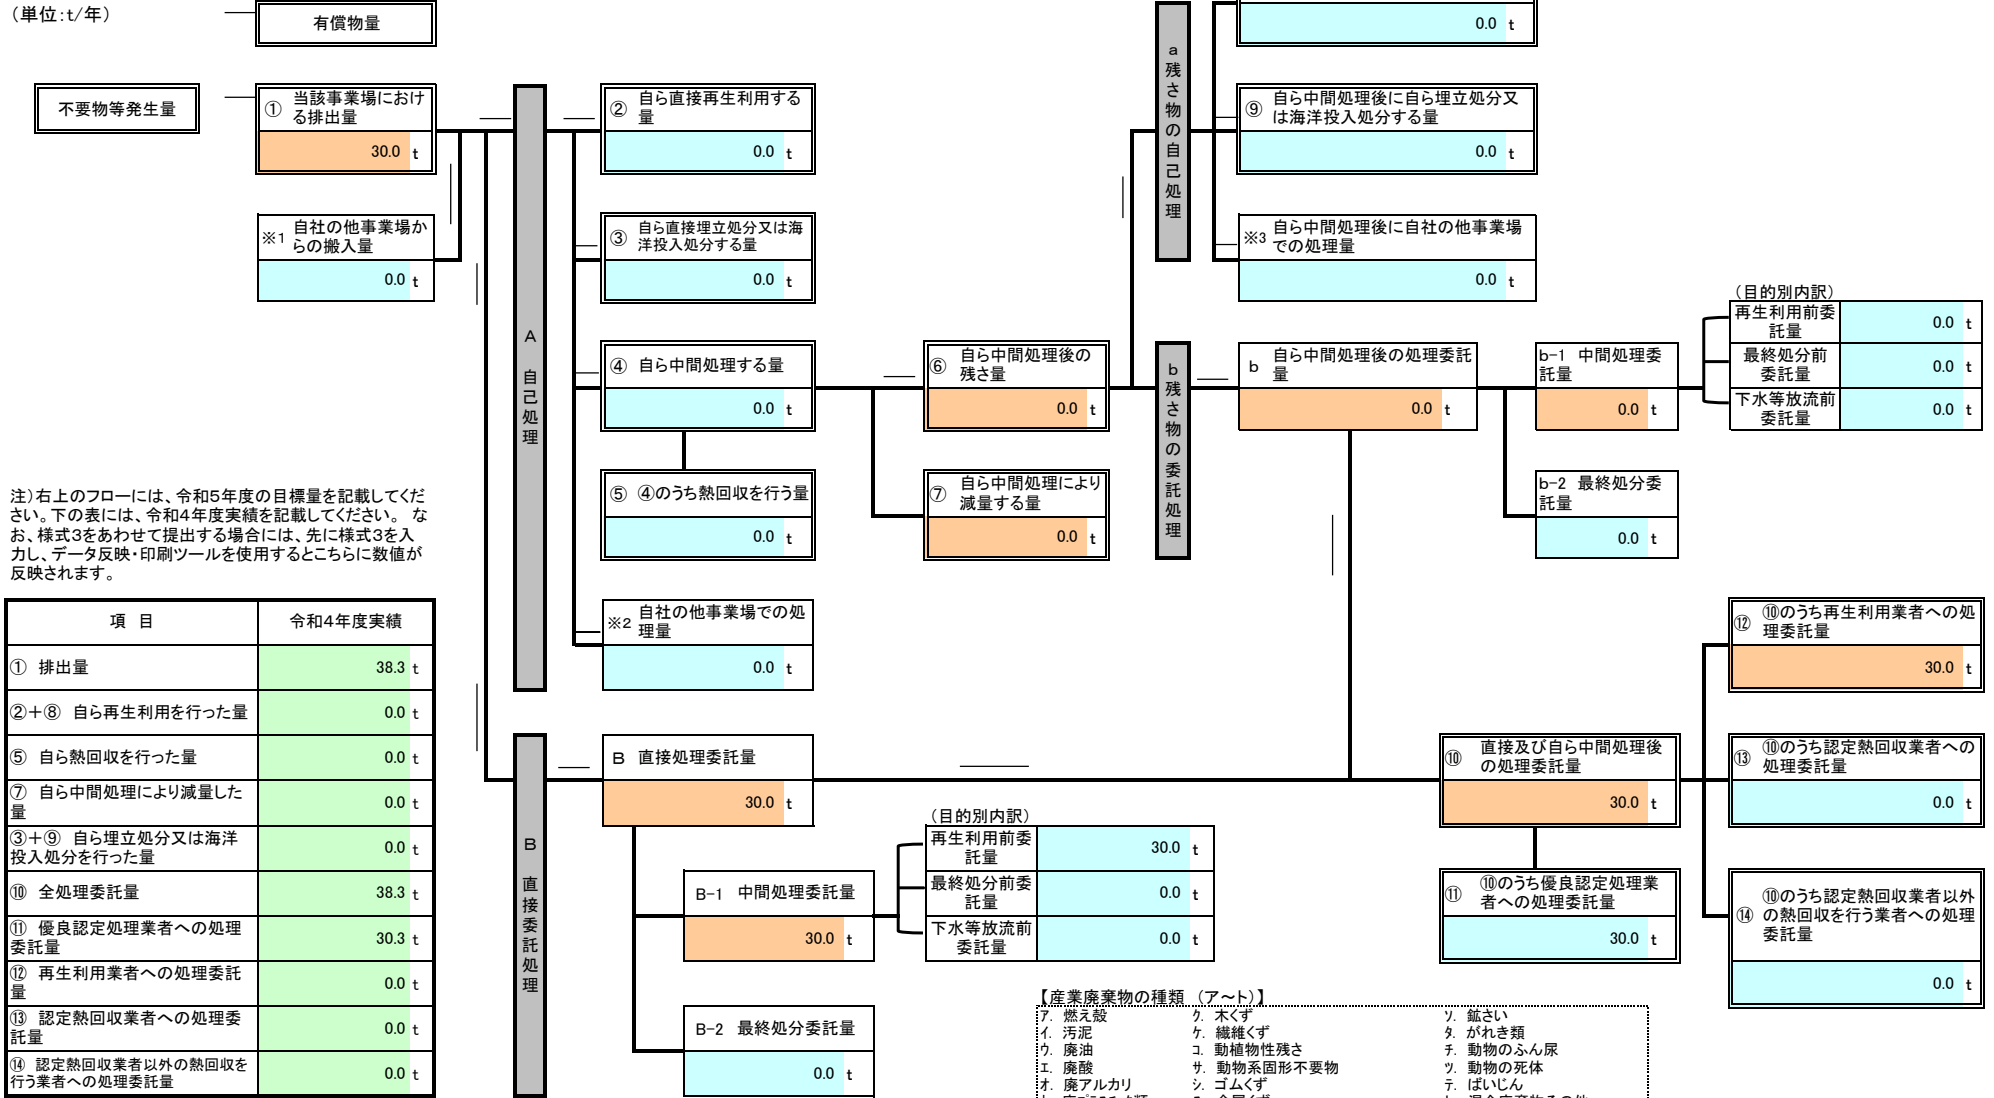 （単位：t/年）
有償物量
不要物等発生量
① 当該事業場におけ
る排出量
30.0 t
※1 自社の他事業場か
らの搬入量
0.0 t
A 自己処理
② 自ら直接再生利用する
量
0.0 t
③ 自ら直接埋立処分又は海
洋投入処分する量
0.0 t
④ 自ら中間処理する量
0.0 t
⑤ ④のうち熱回収を行う量
0.0 t
※2 自社の他事業場での処
理量
0.0 t
⑥ 自ら中間処理後の
残さ量
0.0 t
⑦ 自ら中間処理により
減量する量
0.0 t
a 残さ物の自己処理
0.0 t
⑨ 自ら中間処理後に自ら埋立処分又
は海洋投入処分する量
0.0 t
※3 自ら中間処理後に自社の他事業場
での処理量
0.0 t
b 残さ物の委託処理
b 自ら中間処理後の処理委託
量
0.0 t
b-1 中間処理委
託量
0.0 t
b-2 最終処分委
託量
0.0 t
（目的別内訳）
再生利用前委
託量
0.0 t
最終処分前
委託量
0.0 t
下水等放流前
委託量
0.0 t
注）右上のフローには、令和5年度の目標量を記載してくだ
さい。下の表には、令和4年度実績を記載してください。 な
お、様式3をあわせて提出する場合には、先に様式3を入
力し、データ反映・印刷ツールを使用するとこちらに数値が
反映されます。
項 目 令和4年度実績
① 排出量 38.3 t
②＋⑧ 自ら再生利用を行った量 0.0 t
⑤ 自ら熱回収を行った量 0.0 t
⑦ 自ら中間処理により減量した
量 0.0 t
③＋⑨ 自ら埋立処分又は海洋
投入処分を行った量 0.0 t
⑩ 全処理委託量 38.3 t
⑪ 優良認定処理業者への処理
委託量 30.3 t
⑫ 再生利用業者への処理委託
量 0.0 t
⑬ 認定熱回収業者への処理委
託量 0.0 t
⑭ 認定熱回収業者以外の熱回収を
行う業者への処理委託量 0.0 t
B 直接委託処理
B 直接処理委託量
30.0 t
B-1 中間処理委託量
30.0 t
B-2 最終処分委託量
0.0 t
（目的別内訳）
再生利用前委
託量
30.0 t
最終処分前委
託量
0.0 t
下水等放流前
委託量
0.0 t
⑩ 直接及び自ら中間処理後
の処理委託量
30.0 t
⑪ ⑩のうち優良認定処理業
者への処理委託量
30.0 t
⑫ ⑩のうち再生利用業者への処
理委託量
30.0 t
⑬ ⑩のうち認定熱回収業者への
処理委託量
0.0 t
⑭ ⑩のうち認定熱回収業者以外
の熱回収を行う業者への処理
委託量
0.0 t
【産業廃棄物の種類 （ア～ト）】
ア. 燃え殻 ク. 木くず ソ. 鉱さい
イ. 汚泥 ケ. 繊維くず タ. がれき類
ウ. 廃油 コ. 動植物性残さ チ. 動物のふん尿
エ. 廃酸 サ. 動物系固形不要物 ツ. 動物の死体
オ. 廃アルカリ シ. ゴムくず テ. ばいじん